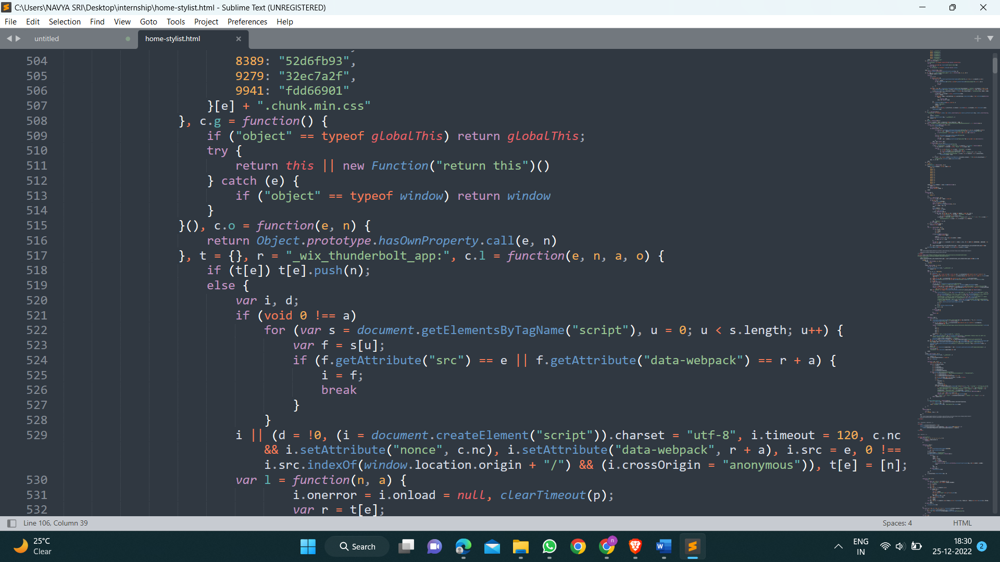 C:\Users\NAVYA SRI\Desktop\internship\home-stylist.html - Sublime Text (UNREGISTERED)
File Edit Selection Find View Goto Tools Project Preferences Help
untitled home-stylist.html
504 8389: "52d6fb93",
505 9279: "32ec7a2f",
506 9941: "fdd66901"
507 }[e] + ".chunk.min.css"
508 }, c.g = function() {
509 if ("object" == typeof globalThis) return globalThis;
510 try {
511 return this || new Function("return this")()
512 } catch (e) {
513 if ("object" == typeof window) return window
514 }
515 }(), c.o = function(e, n) {
516 return Object.prototype.hasOwnProperty.call(e, n)
517 }, t = {}, r = "_wix_thunderbolt_app:", c.l = function(e, n, a, o) {
518 if (t[e]) t[e].push(n);
519 else {
520 var i, d;
521 if (void 0 !== a)
522 for (var s = document.getElementsByTagName("script"), u = 0; u < s.length; u++) {
523 var f = s[u];
524 if (f.getAttribute("src") == e || f.getAttribute("data-webpack") == r + a) {
525 i = f;
526 break
527 }
528 }
529 i || (d = !0, (i = document.createElement("script")).charset = "utf-8", i.timeout = 120, c.nc
&& i.setAttribute("nonce", c.nc), i.setAttribute("data-webpack", r + a), i.src = e, 0 !==
i.src.indexOf(window.location.origin + "/") && (i.crossOrigin = "anonymous")), t[e] = [n];
530 var l = function(n, a) {
531 i.onerror = i.onload = null, clearTimeout(p);
532 var r = t[e];
Line 106, Column 39 Spaces: 4 HTML
25°C
Clear
Search
ENG
IN
18:30
25-12-2022
2